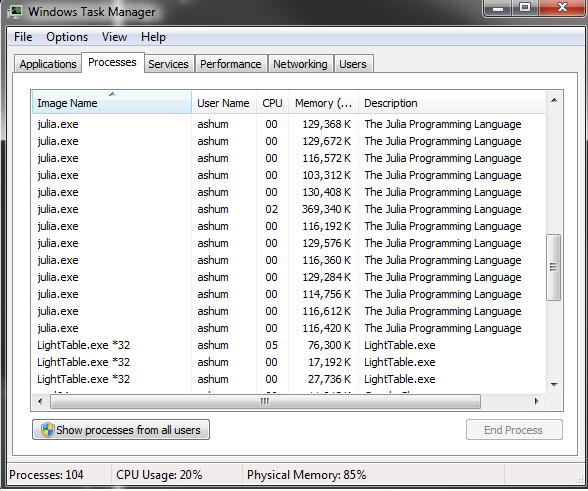 Windows Task Manager
File Options View Help
Applications Processes Services Performance Networking Users
Image Name User Name CPU Memory (... Description
julia.exe ashum 00 129,368 K The Julia Programming Language
julia.exe ashum 00 129,672 K The Julia Programming Language
julia.exe ashum 00 116,572 K The Julia Programming Language
julia.exe ashum 00 103,312 K The Julia Programming Language
julia.exe ashum 00 130,408 K The Julia Programming Language
julia.exe ashum 02 369,340 K The Julia Programming Language
julia.exe ashum 00 116,192 K The Julia Programming Language
julia.exe ashum 00 129,576 K The Julia Programming Language
julia.exe ashum 00 116,360 K The Julia Programming Language
julia.exe ashum 00 129,284 K The Julia Programming Language
julia.exe ashum 00 114,756 K The Julia Programming Language
julia.exe ashum 00 116,612 K The Julia Programming Language
julia.exe ashum 00 116,420 K The Julia Programming Language
LightTable.exe *32 ashum 05 76,300 K LightTable.exe
LightTable.exe *32 ashum 00 17,192 K LightTable.exe
LightTable.exe *32 ashum 00 27,736 K LightTable.exe
Show processes from all users End Process
Processes: 104 CPU Usage: 20% Physical Memory: 85%